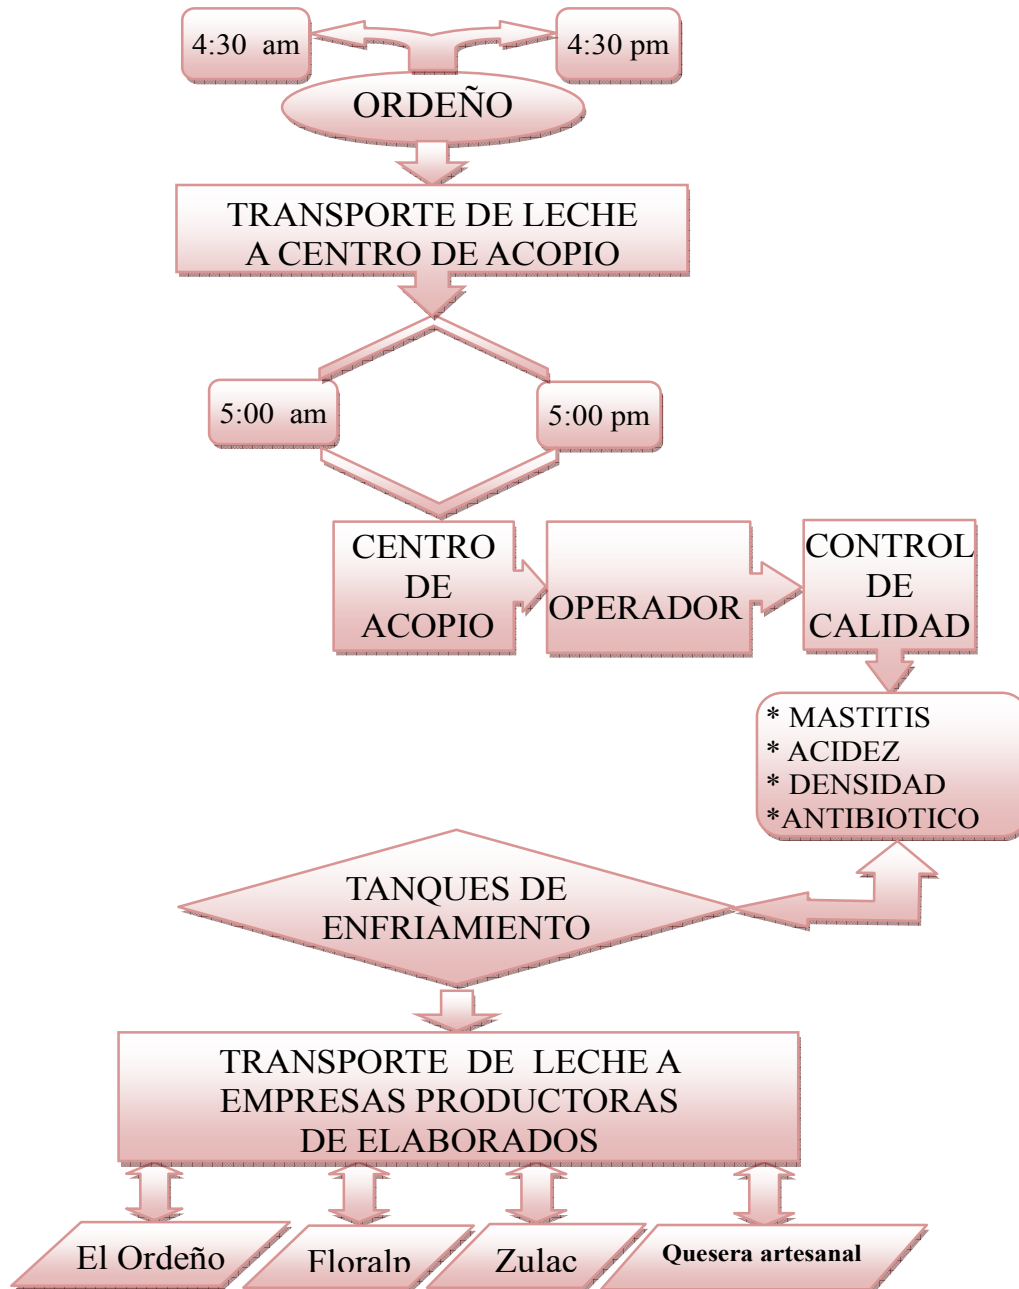 4:30 am
4:30 pm
ORDEÑO
TRANSPORTE DE LECHE
A CENTRO DE ACOPIO
5:00 am
5:00 pm
CENTRO
DE
ACOPIO
OPERADOR
CONTROL
DE
CALIDAD
* MASTITIS
* ACIDEZ
* DENSIDAD
*ANTIBIOTICO
TANQUES DE
ENFRIAMIENTO
TRANSPORTE DE LECHE A
EMPRESAS PRODUCTORAS
DE ELABORADOS
El Ordeño
Floralp
Zulac
Quesera artesanal